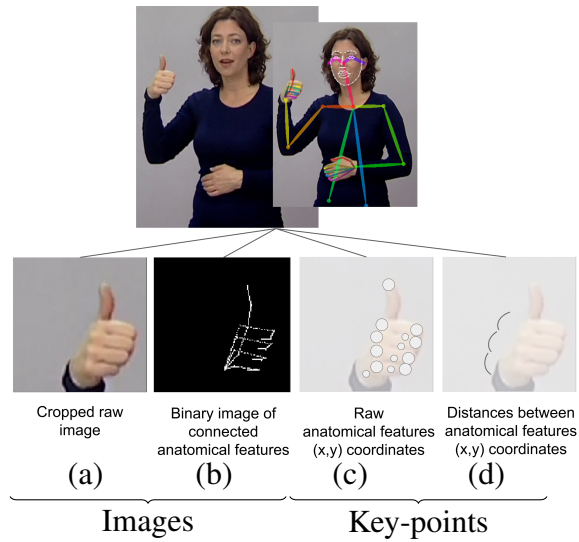 Cropped raw
image
Binary image of
connected
anatomical features
Raw
anatomical features
(x,y) coordinates
Distances between
anatomical features
(x,y) coordinates
(a)
(b)
(c)
(d)
Images
Key-points